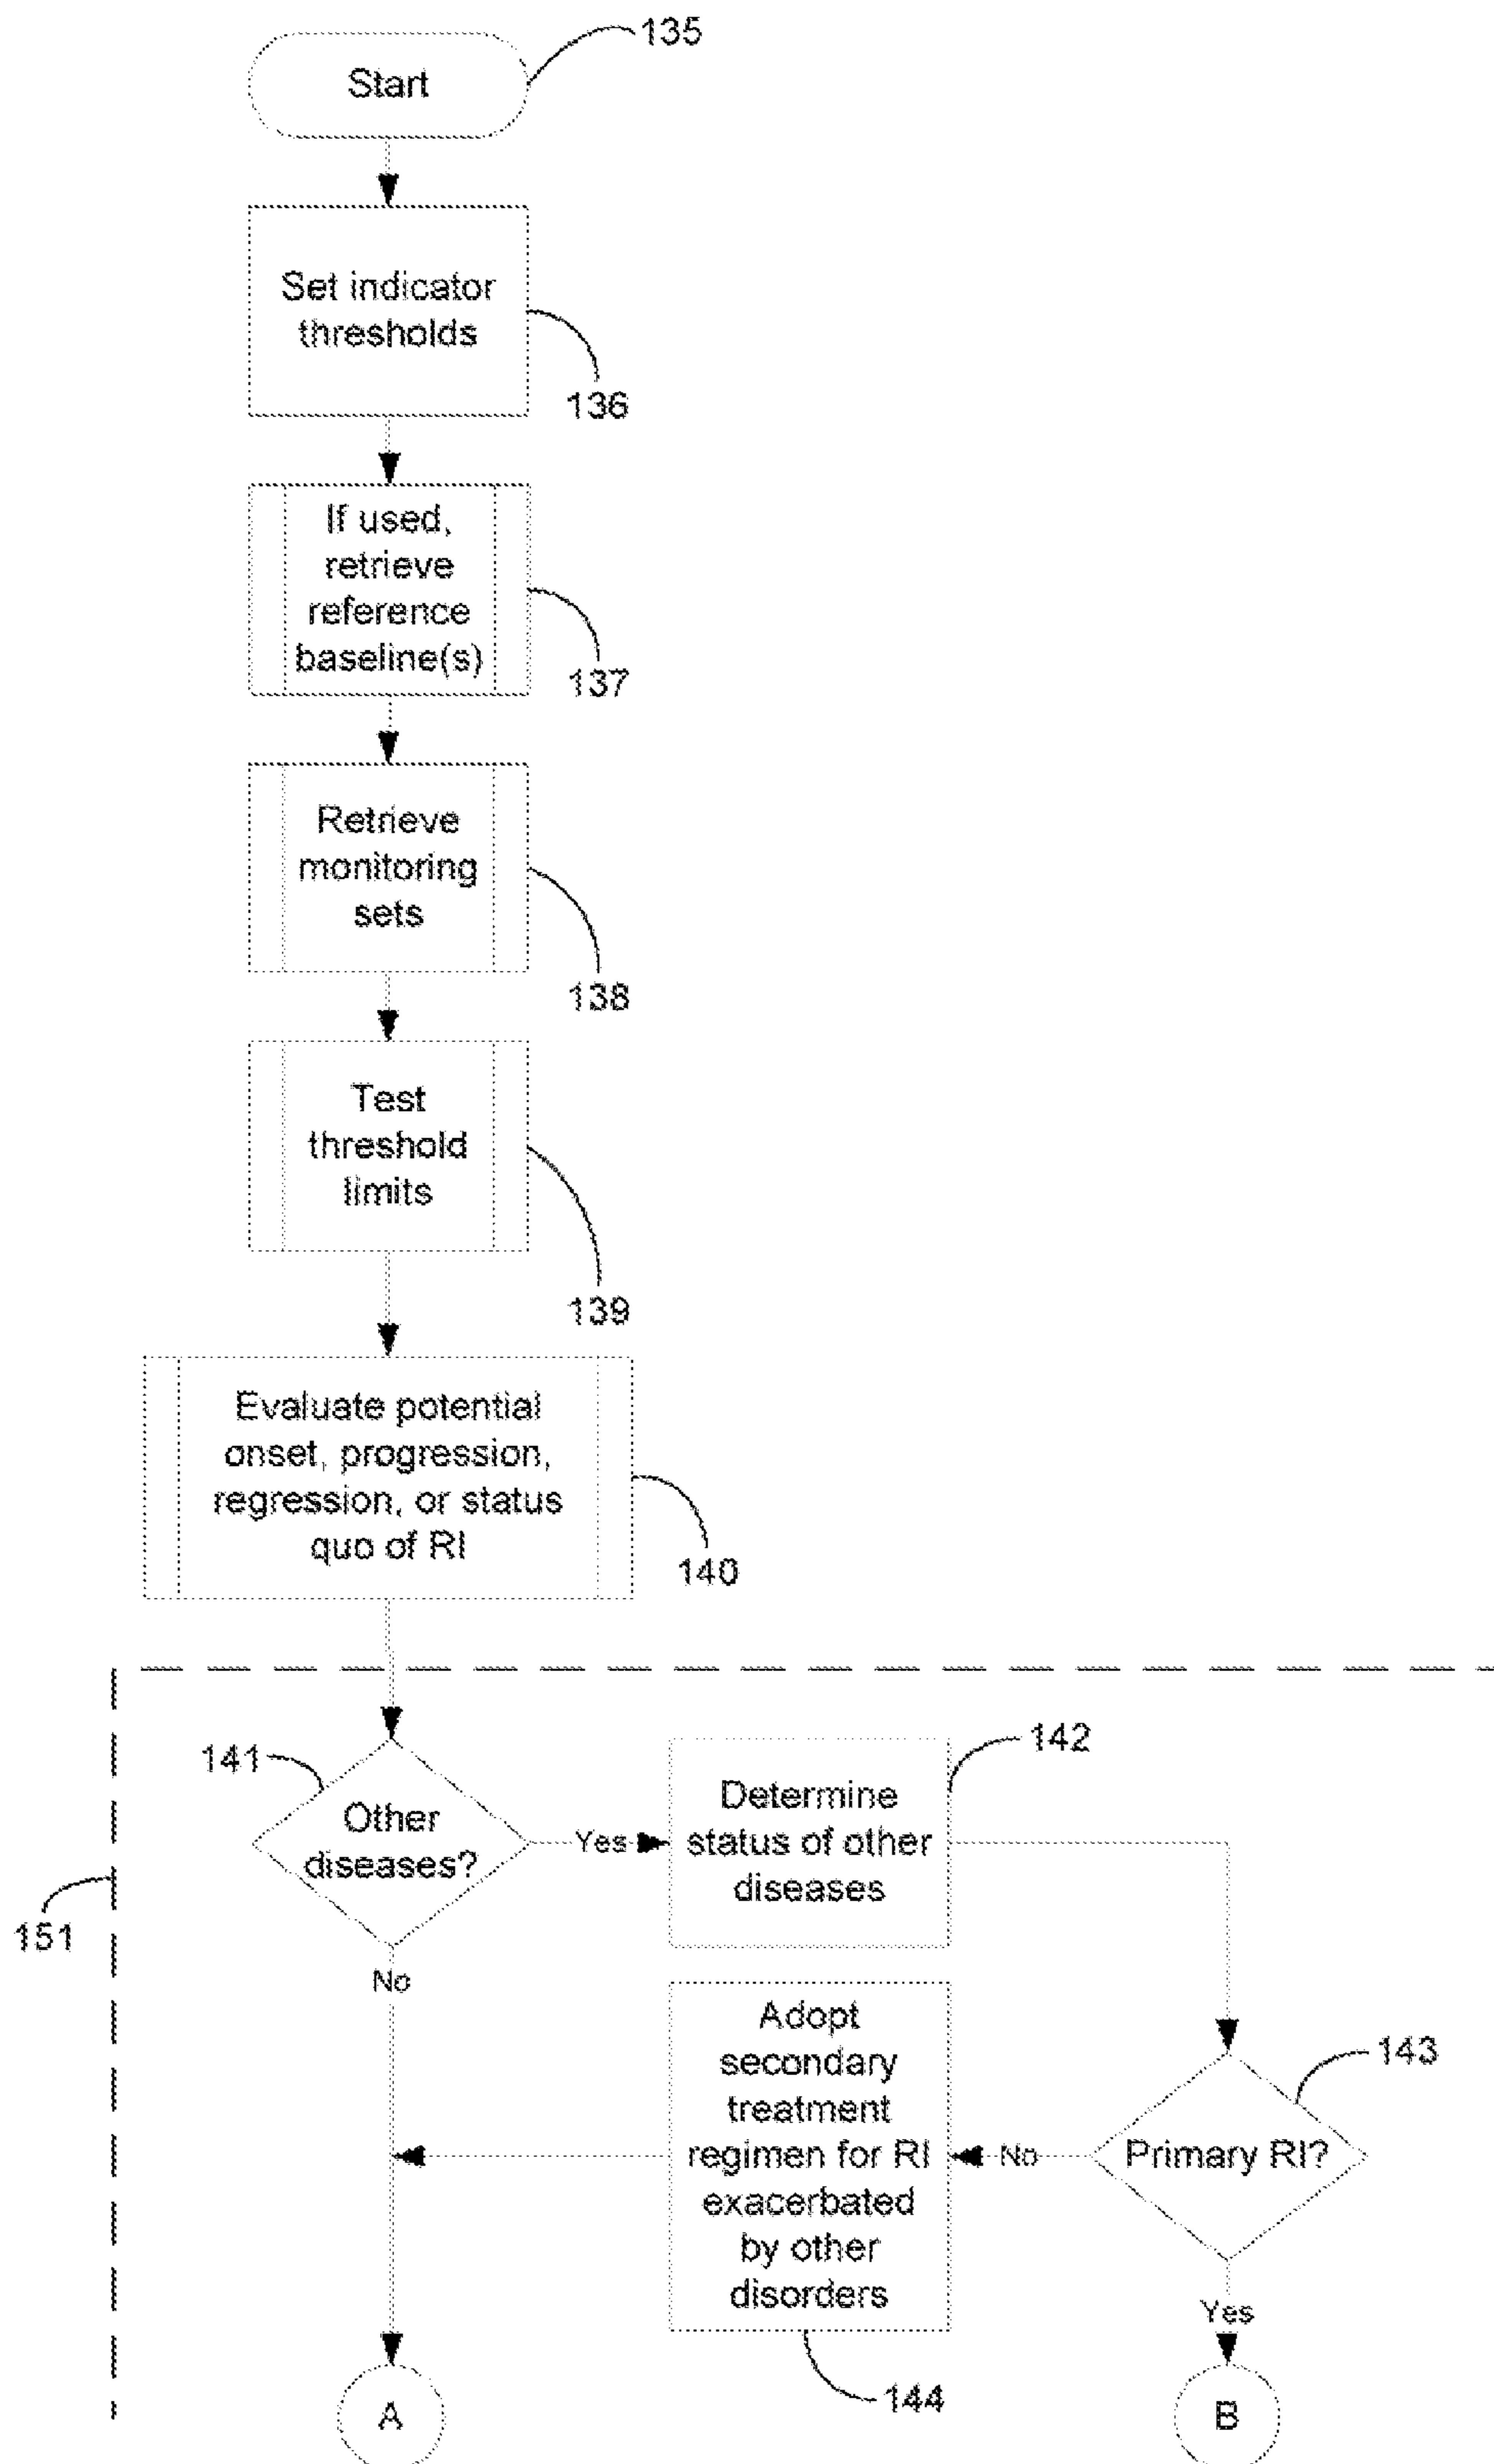 135
Start
Set indicator
thresholds
136
If used,
retrieve
reference
baseline(s)
137
Retrieve
monitoring
sets
138
Test
threshold
limits
139
Evaluate potential
onset, progression,
regression, or status
quo of RI
140
141
Other
diseases?
Yes
142
Determine
status of other
diseases
151
No
143
Primary RI?
No
Adopt
secondary
treatment
regimen for RI
exacerbated
by other
disorders
144
Yes
A
B